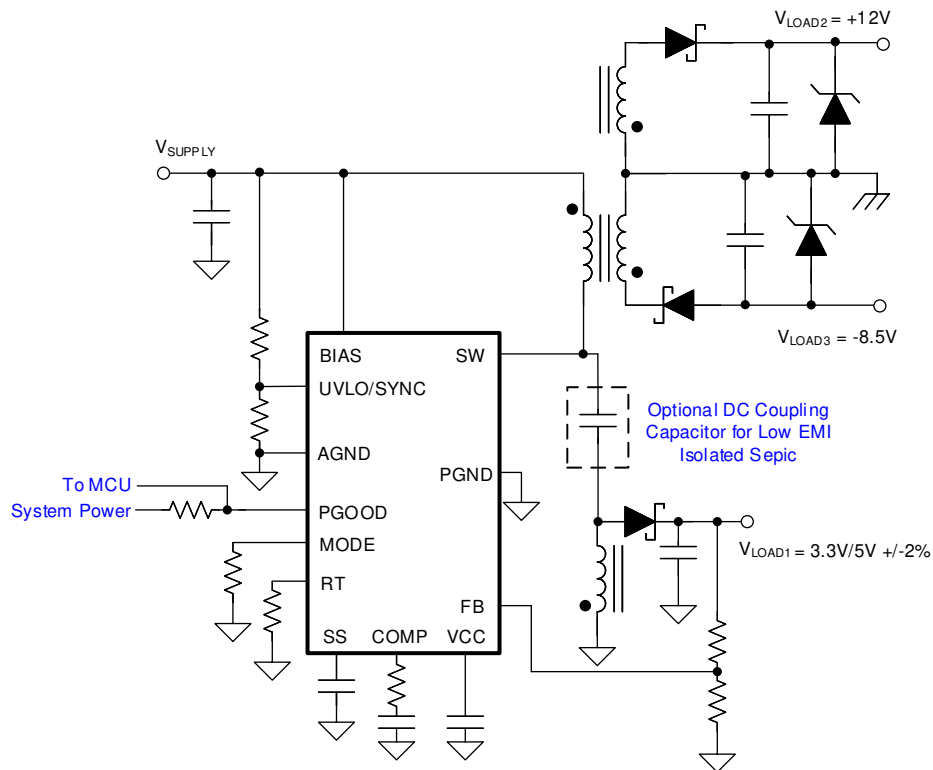 VLOAD2 = +12V
VSUPPLY
VLOAD3 = -8.5V
BIAS
SW
UVLO/SYNC
Optional DC Coupling
Capacitor for Low EMI
Isolated Sepic
AGND
PGND
To MCU
System Power
PGOOD
MODE
VLOAD1 = 3.3V/5V +/-2%
RT
FB
SS
COMP
VCC